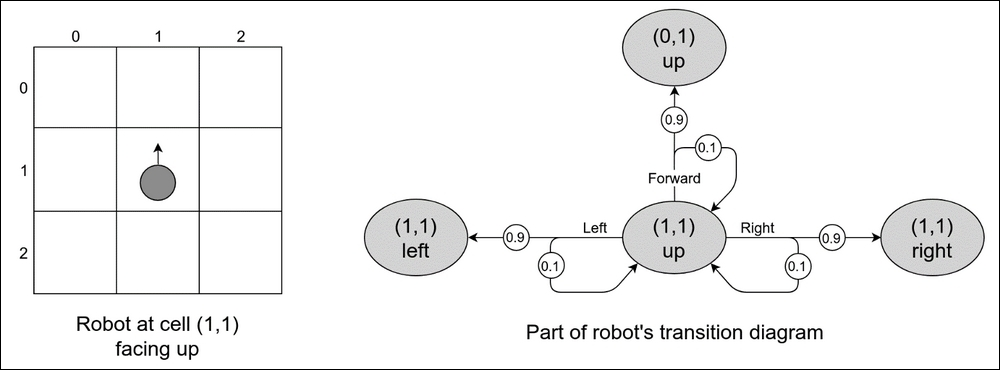 0 1 2
0
1
2
Robot at cell (1,1)
facing up
(0,1)
up
0.9
0.1
Forward
(1,1)
left
0.9
Left
0.1
(1,1)
up
Right
0.9
0.1
(1,1)
right
Part of robot's transition diagram